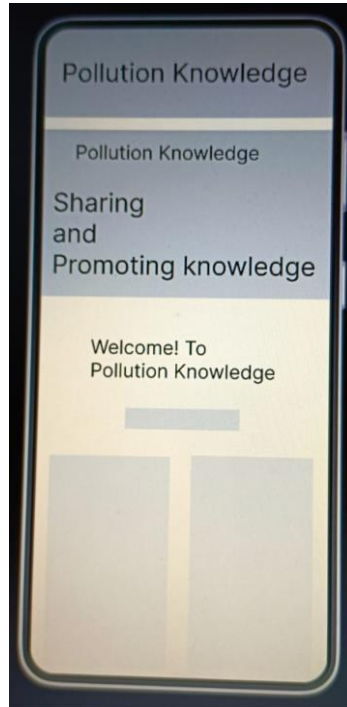 Pollution Knowledge
Pollution Knowledge
Sharing
and
Promoting knowledge
Welcome! To
Pollution Knowledge